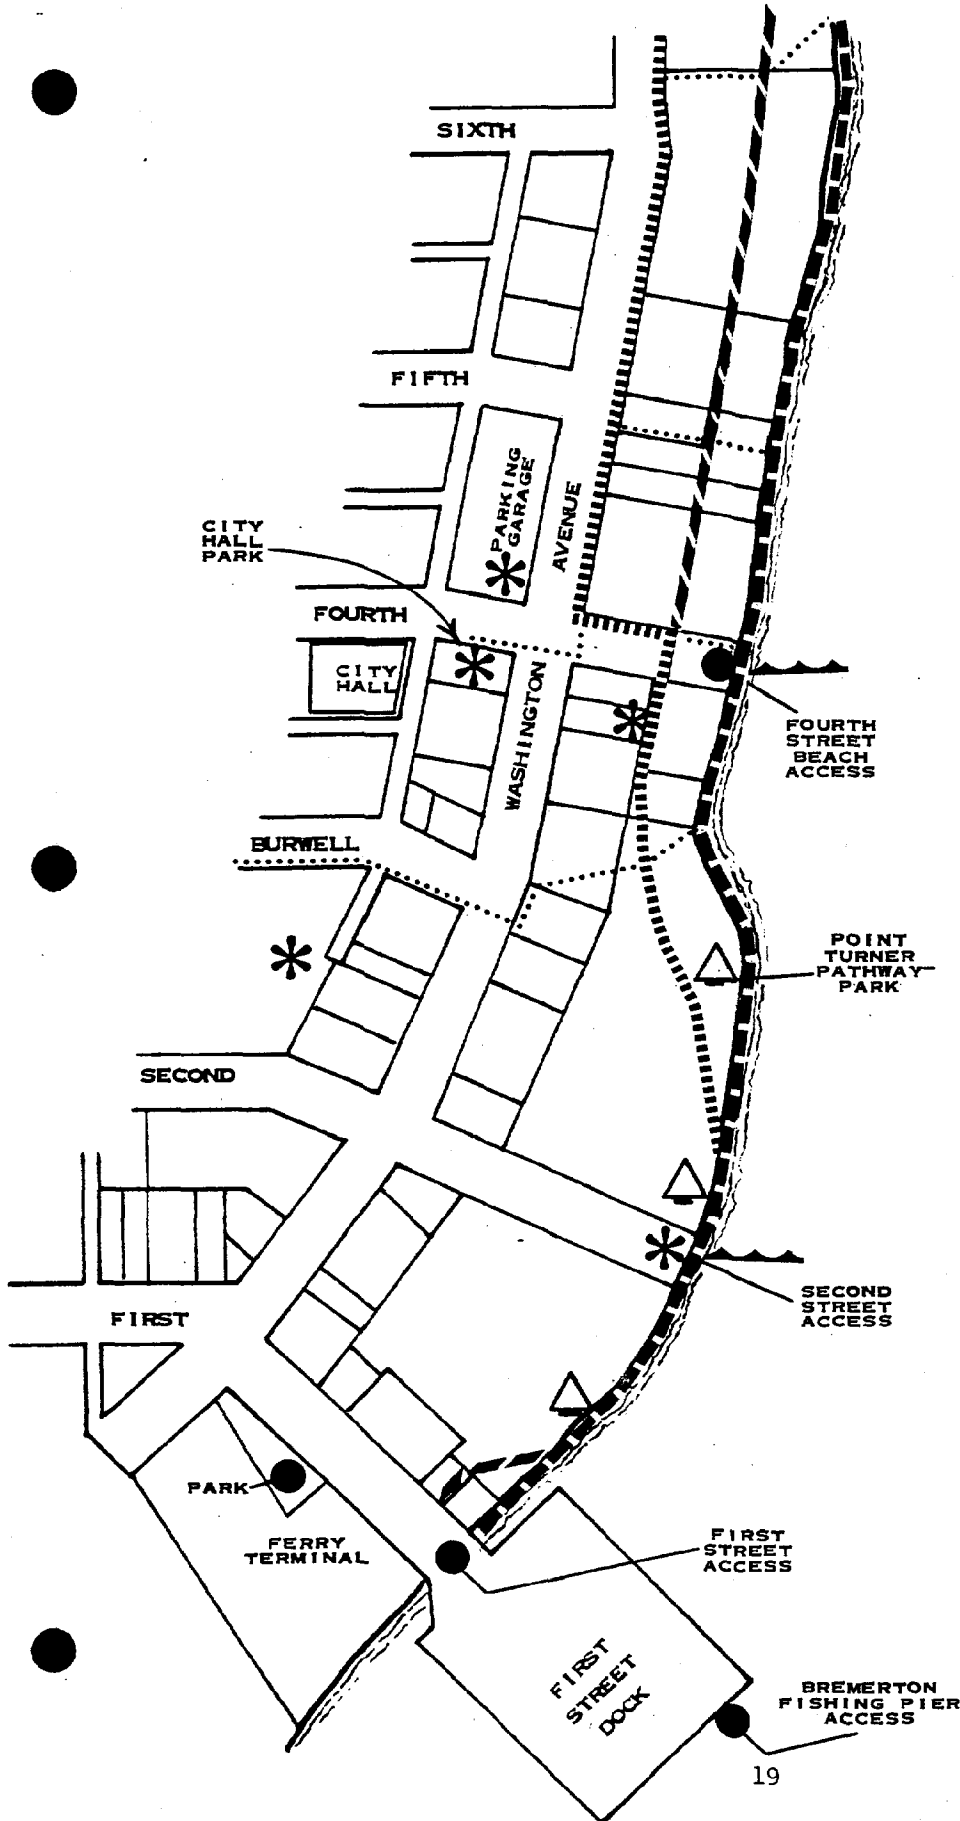 SIXTH
FIFTH
PARKING
GARAGE
AVENUE
CITY
HALL
PARK
FOURTH
CITY
HALL
WASHINGTON
FOURTH
STREET
BEACH
ACCESS
BURWELL
POINT
TURNER
PATHWAY
PARK
SECOND
SECOND
STREET
ACCESS
FIRST
PARK
FERRY
TERMINAL
FIRST
STREET
ACCESS
FIRST
STREET
DOCK
BREMERTON
FISHING PIER
ACCESS
19